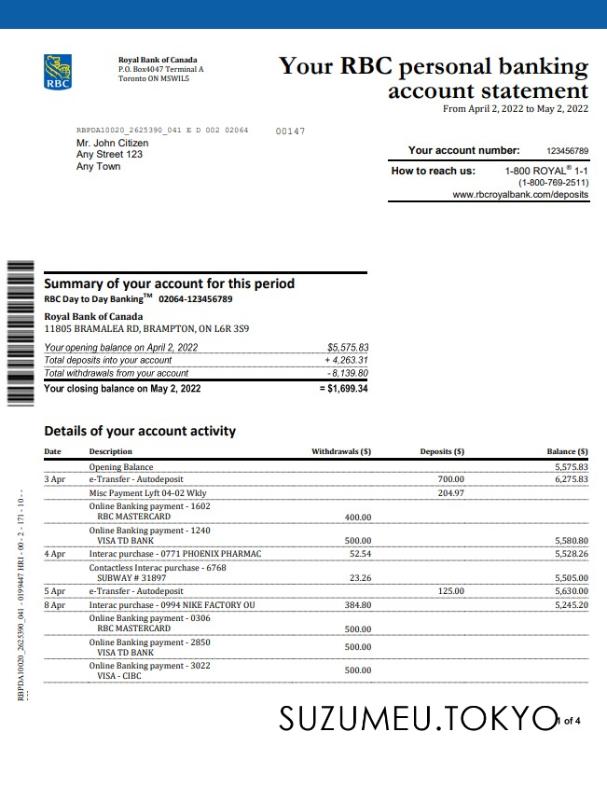 RBC
Royal Bank of Canada
P.O. Box4047 Terminal A
Toronto ON M5WIL5
Your RBC personal banking
account statement
From April 2, 2022 to May 2, 2022
RBPDA10020_2625390_041 E D 002 02064 00147
Mr. John Citizen
Any Street 123
Any Town
Your account number: 123456789
How to reach us: 1-800 ROYAL® 1-1
(1-800-769-2511)
www.rbcroyalbank.com/deposits
Summary of your account for this period
RBC Day to Day Banking™ 02064-123456789
Royal Bank of Canada
11805 BRAMALEA RD, BRAMPTON, ON L6R 3S9
Your opening balance on April 2, 2022 $5,575.83
Total deposits into your account + 4,263.31
Total withdrawals from your account - 8,139.80
Your closing balance on May 2, 2022 = $1,699.34
Details of your account activity
Date Description Withdrawals ($) Deposits ($) Balance ($)
Opening Balance 5,575.83
3 Apr e-Transfer - Autodeposit 700.00 6,275.83
Misc Payment Lyft 04-02 Wkly 204.97
Online Banking payment - 1602
RBC MASTERCARD 400.00
Online Banking payment - 1240
VISA TD BANK 500.00 5,580.80
4 Apr Interac purchase - 0771 PHOENIX PHARMAC 52.54 5,528.26
Contactless Interac purchase - 6768
SUBWAY # 31897 23.26 5,505.00
5 Apr e-Transfer - Autodeposit 125.00 5,630.00
8 Apr Interac purchase - 0994 NIKE FACTORY OU 384.80 5,245.20
Online Banking payment - 0306
RBC MASTERCARD 500.00
Online Banking payment - 2850
VISA TD BANK 500.00
Online Banking payment - 3022
VISA - CIBC 500.00
RBPDA10020_2625390_041 - 0199447 HRI - 00 - 2 - 171 - 10 - -
SUZUMEU.TOKYO
1 of 4